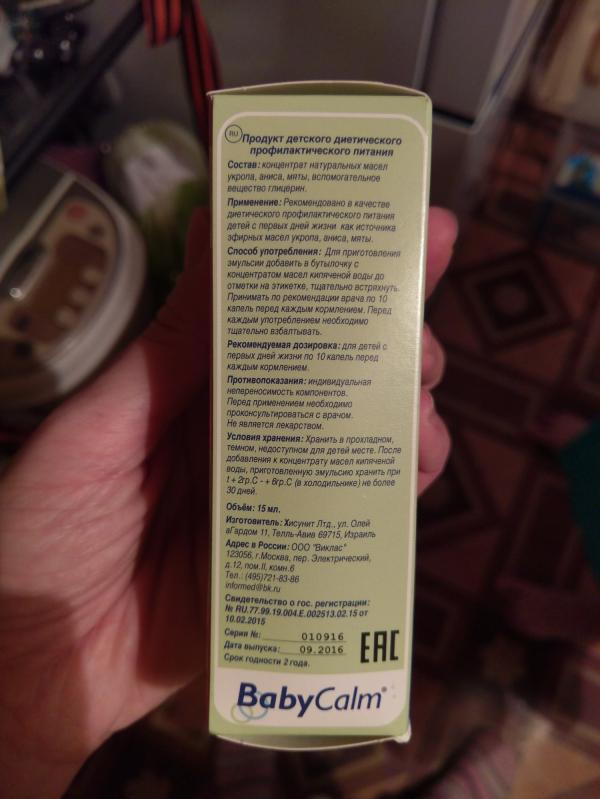 RU
Продукт детского диетического
профилактического питания
Состав: концентрат натуральных масел
укропа, аниса, мяты, вспомогательное
вещество глицерин.
Применение: Рекомендовано в качестве
диетического профилактического питания
детей с первых дней жизни как источника
эфирных масел укропа, аниса, мяты.
Способ употребления: Для приготовления
эмульсии добавить в бутылочку с
концентратом масел кипяченой воды до
отметки на этикетке, тщательно встряхнуть.
Принимать по рекомендации врача по 10
капель перед каждым кормлением. Перед
каждым употреблением необходимо
тщательно взбалтывать.
Рекомендуемая дозировка: для детей с
первых дней жизни по 10 капель перед
каждым кормлением.
Противопоказания: индивидуальная
непереносимость компонентов.
Перед применением необходимо
проконсультироваться с врачом.
Не является лекарством.
Условия хранения: Хранить в прохладном,
темном, недоступном для детей месте. После
добавления к концентрату масел кипяченой
воды, приготовленную эмульсию хранить при
t + 2гр.С - + 6гр.С (в холодильнике) не более
30 дней.
Объём: 15 мл.
Изготовитель: Хисунит Лтд., ул. Олей
аГардом 11, Телль-Авив 69715, Израиль
Адрес в России: ООО "Виклас"
123056, г.Москва, пер. Электрический,
д.12, пом.II, комн.6
Тел.: (495)721-83-86
informed@bk.ru
Свидетельство о гос. регистрации:
№ RU.77.99.19.004.Е.002513.02.15 от
10.02.2015
Серия №: 010916
Дата выпуска: 09.2016
Срок годности 2 года.
EAC
BabyCalm®